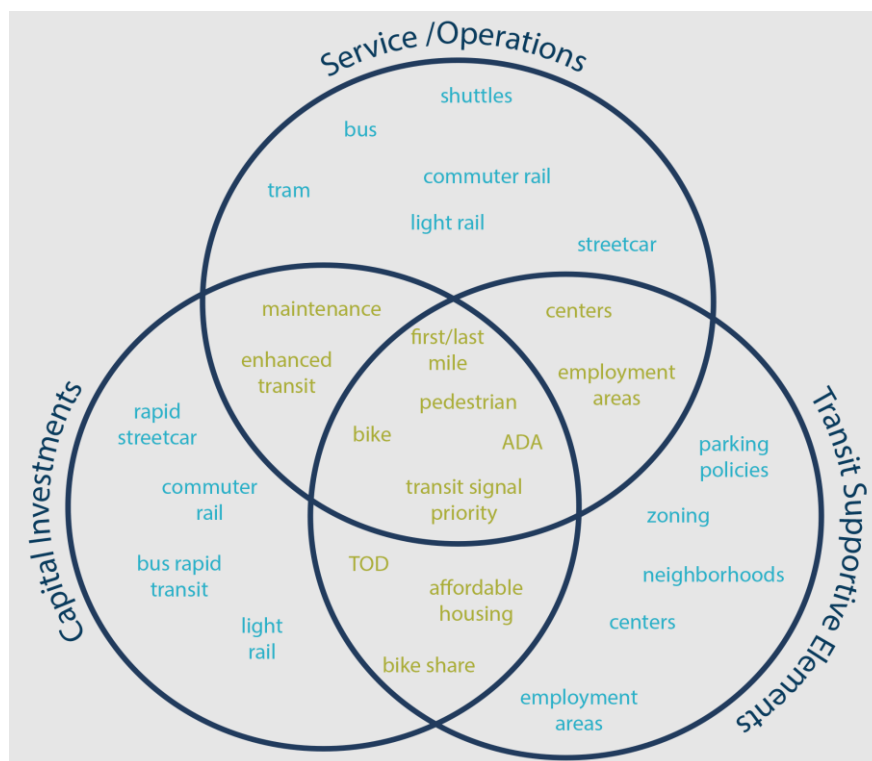 Service /Operations
shuttles
bus
commuter rail
tram
light rail
streetcar
maintenance
centers
first/last
mile
enhanced
transit
employment
areas
pedestrian
bike
ADA
transit signal
priority
Capital Investments
rapid
streetcar
commuter
rail
bus rapid
transit
light
rail
TOD
affordable
housing
bike share
Transit Supportive Elements
parking
policies
zoning
neighborhoods
centers
employment
areas